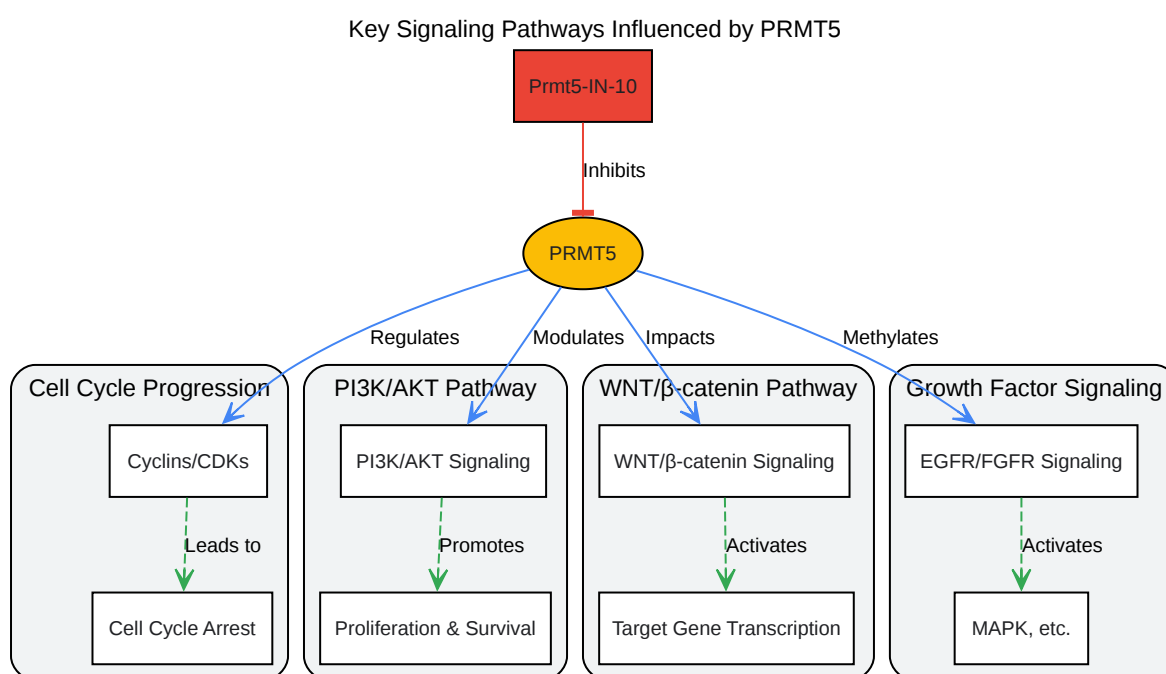 Key Signaling Pathways Influenced by PRMT5
Prmt5-IN-10
Inhibits
PRMT5
Regulates
Modulates
Impacts
Methylates
Cell Cycle Progression
PI3K/AKT Pathway
WNT/β-catenin Pathway
Growth Factor Signaling
Cyclins/CDKs
PI3K/AKT Signaling
WNT/β-catenin Signaling
EGFR/FGFR Signaling
Leads to
Promotes
Activates
Activates
Cell Cycle Arrest
Proliferation & Survival
Target Gene Transcription
MAPK, etc.